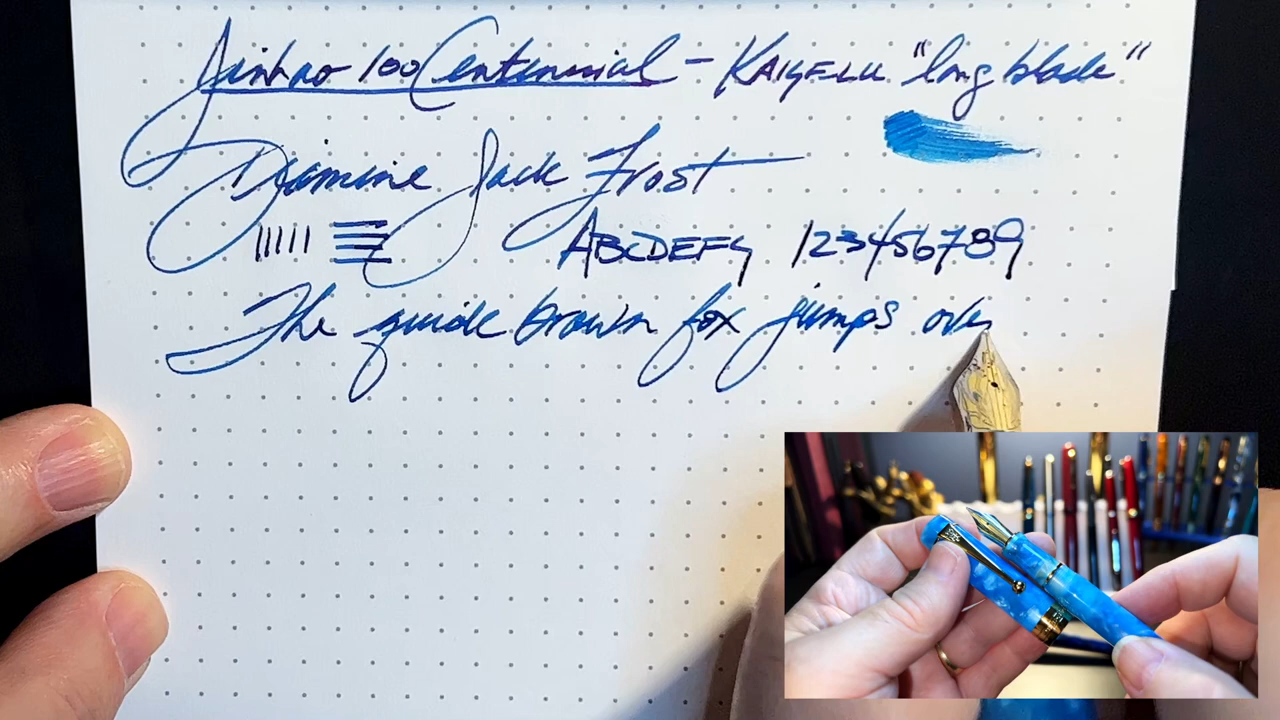 Jinhao 100 Centennial - KAIGELU "long blade"
Diamine Jack Frost
ABCDEFG 123456789
The quick brown fox jumps over